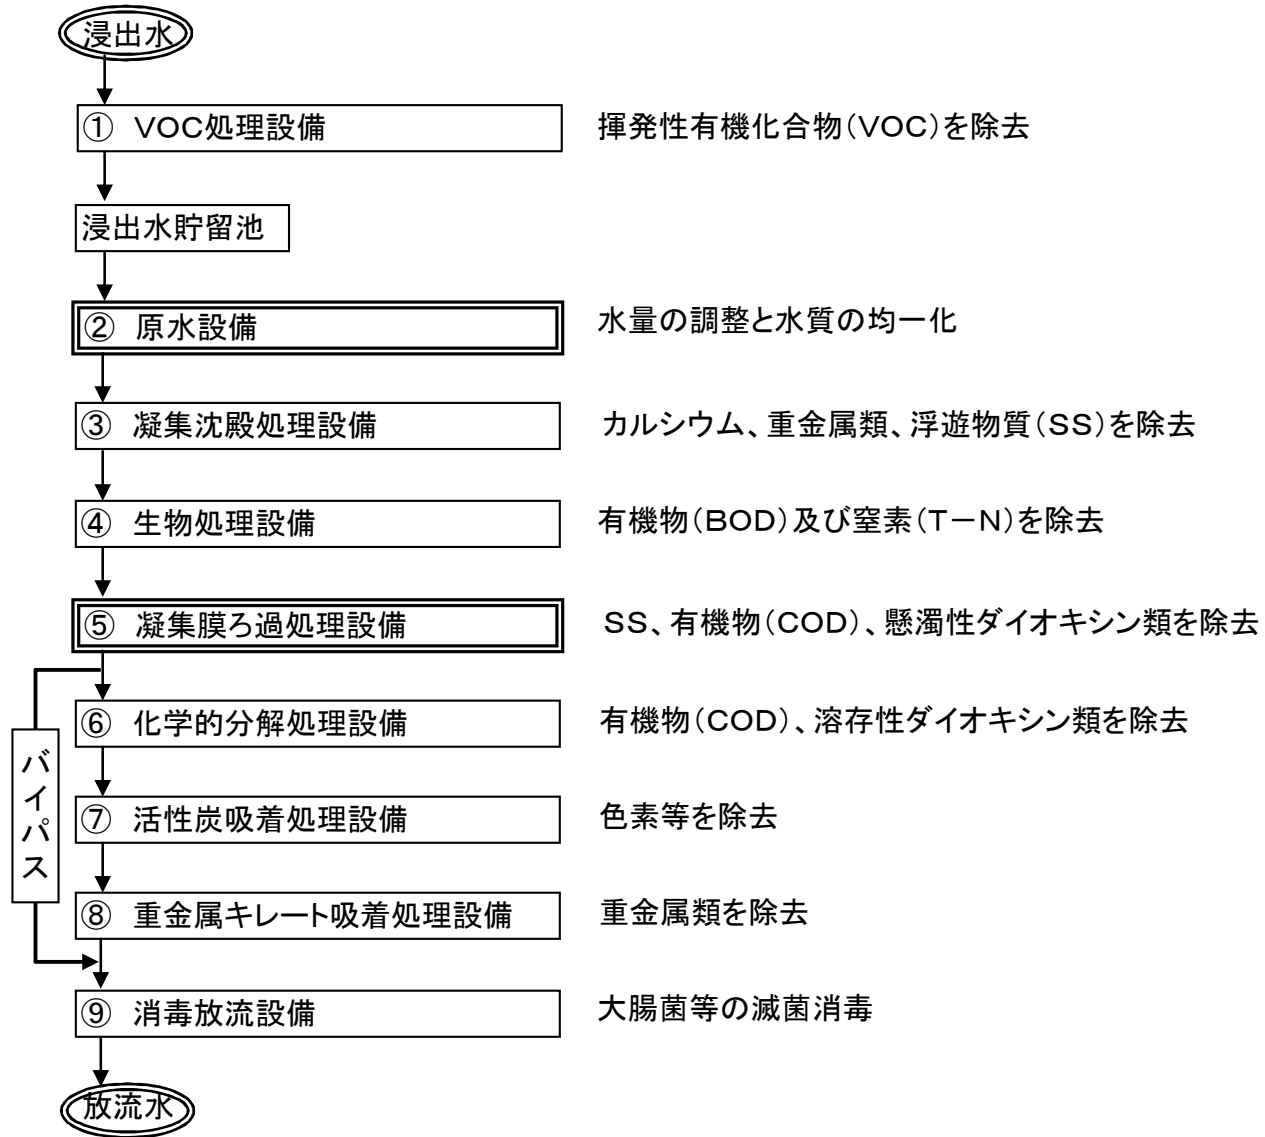 浸出水
① VOC処理設備 揮発性有機化合物(VOC)を除去
浸出水貯留池
② 原水設備 水量の調整と水質の均一化
③ 凝集沈殿処理設備 カルシウム、重金属類、浮遊物質(SS)を除去
④ 生物処理設備 有機物(BOD)及び窒素(T-N)を除去
⑤ 凝集膜ろ過処理設備 SS、有機物(COD)、懸濁性ダイオキシン類を除去
⑥ 化学的分解処理設備 有機物(COD)、溶存性ダイオキシン類を除去
バイパス
⑦ 活性炭吸着処理設備 色素等を除去
⑧ 重金属キレート吸着処理設備 重金属類を除去
⑨ 消毒放流設備 大腸菌等の滅菌消毒
放流水